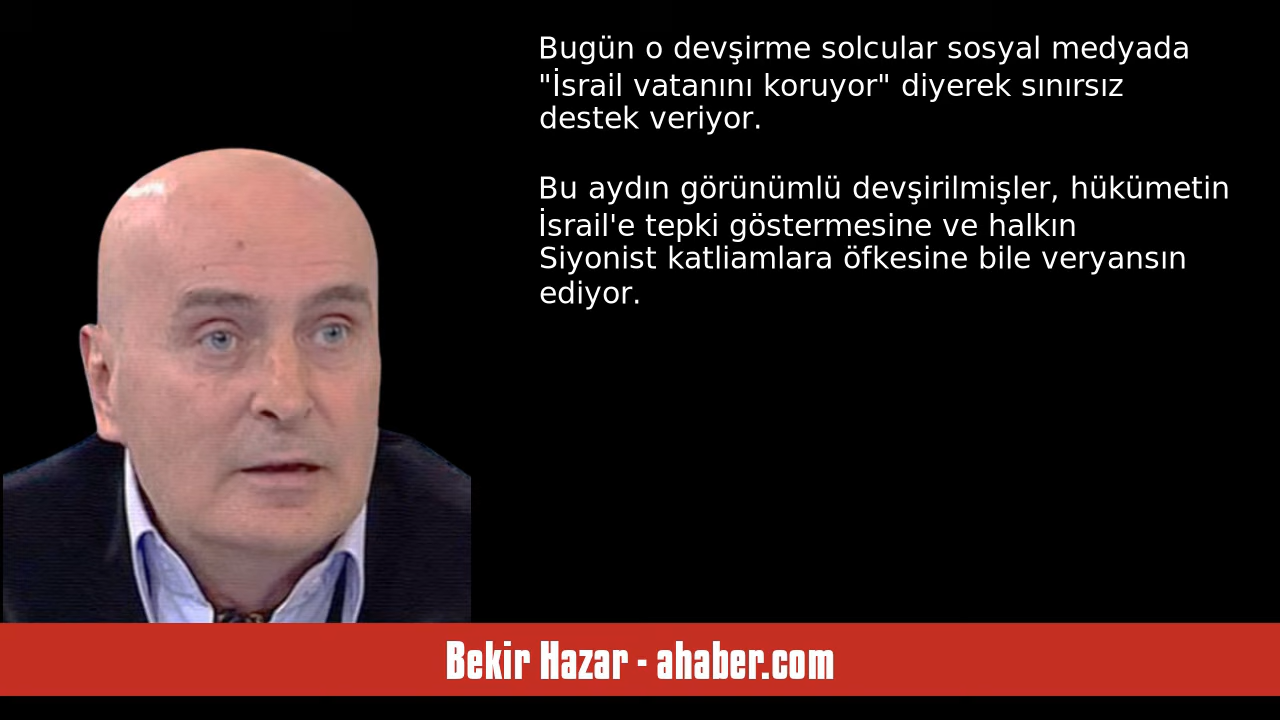 Bugün o devşirme solcular sosyal medyada
"İsrail vatanını koruyor" diyerek sınırsız
destek veriyor.
Bu aydın görünümlü devşirilmişler, hükümetin
İsrail'e tepki göstermesine ve halkın
Siyonist katliamlara öfkesine bile veryansın
ediyor.
Bekir Hazar - ahaber.com